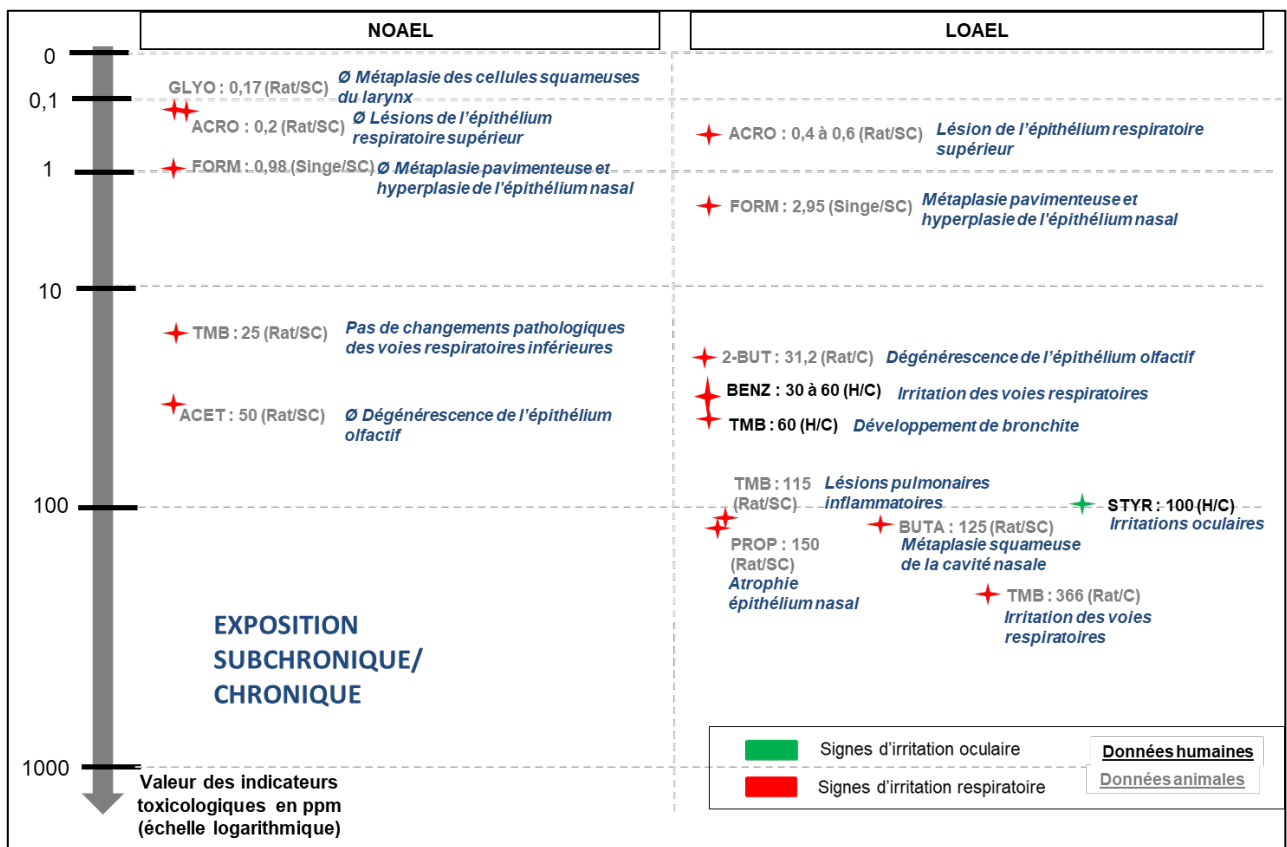 NOAEL
LOAEL
0
0,1
1
10
100
1000
GLYO : 0,17 (Rat/SC)
Ø Métaplasie des cellules squameuses
du larynx
ACRO : 0,2 (Rat/SC)
Ø Lésions de l'épithélium
respiratoire supérieur
FORM : 0,98 (Singe/SC)
Ø Métaplasie pavimenteuse et
hyperplasie de l'épithélium nasal
TMB : 25 (Rat/SC)
Pas de changements pathologiques
des voies respiratoires inférieures
ACET : 50 (Rat/SC)
Ø Dégénérescence de l'épithélium
olfactif
ACRO : 0,4 à 0,6 (Rat/SC)
Lésion de l'épithélium respiratoire
supérieur
FORM : 2,95 (Singe/SC)
Métaplasie pavimenteuse et
hyperplasie de l'épithélium nasal
2-BUT : 31,2 (Rat/C)
Dégénérescence de l'épithélium olfactif
BENZ : 30 à 60 (H/C)
Irritation des voies respiratoires
TMB : 60 (H/C)
Développement de bronchite
TMB : 115
(Rat/SC)
Lésions pulmonaires
inflammatoires
PROP : 150
(Rat/SC)
Atrophie
épithélium nasal
BUTA : 125 (Rat/SC)
Métaplasie squameuse
de la cavité nasale
STYR : 100 (H/C)
Irritations oculaires
TMB : 366 (Rat/C)
Irritation des voies
respiratoires
EXPOSITION
SUBCHRONIQUE/
CHRONIQUE
Valeur des indicateurs
toxicologiques en ppm
(échelle logarithmique)
Signes d'irritation oculaire
Signes d'irritation respiratoire
Données humaines
Données animales